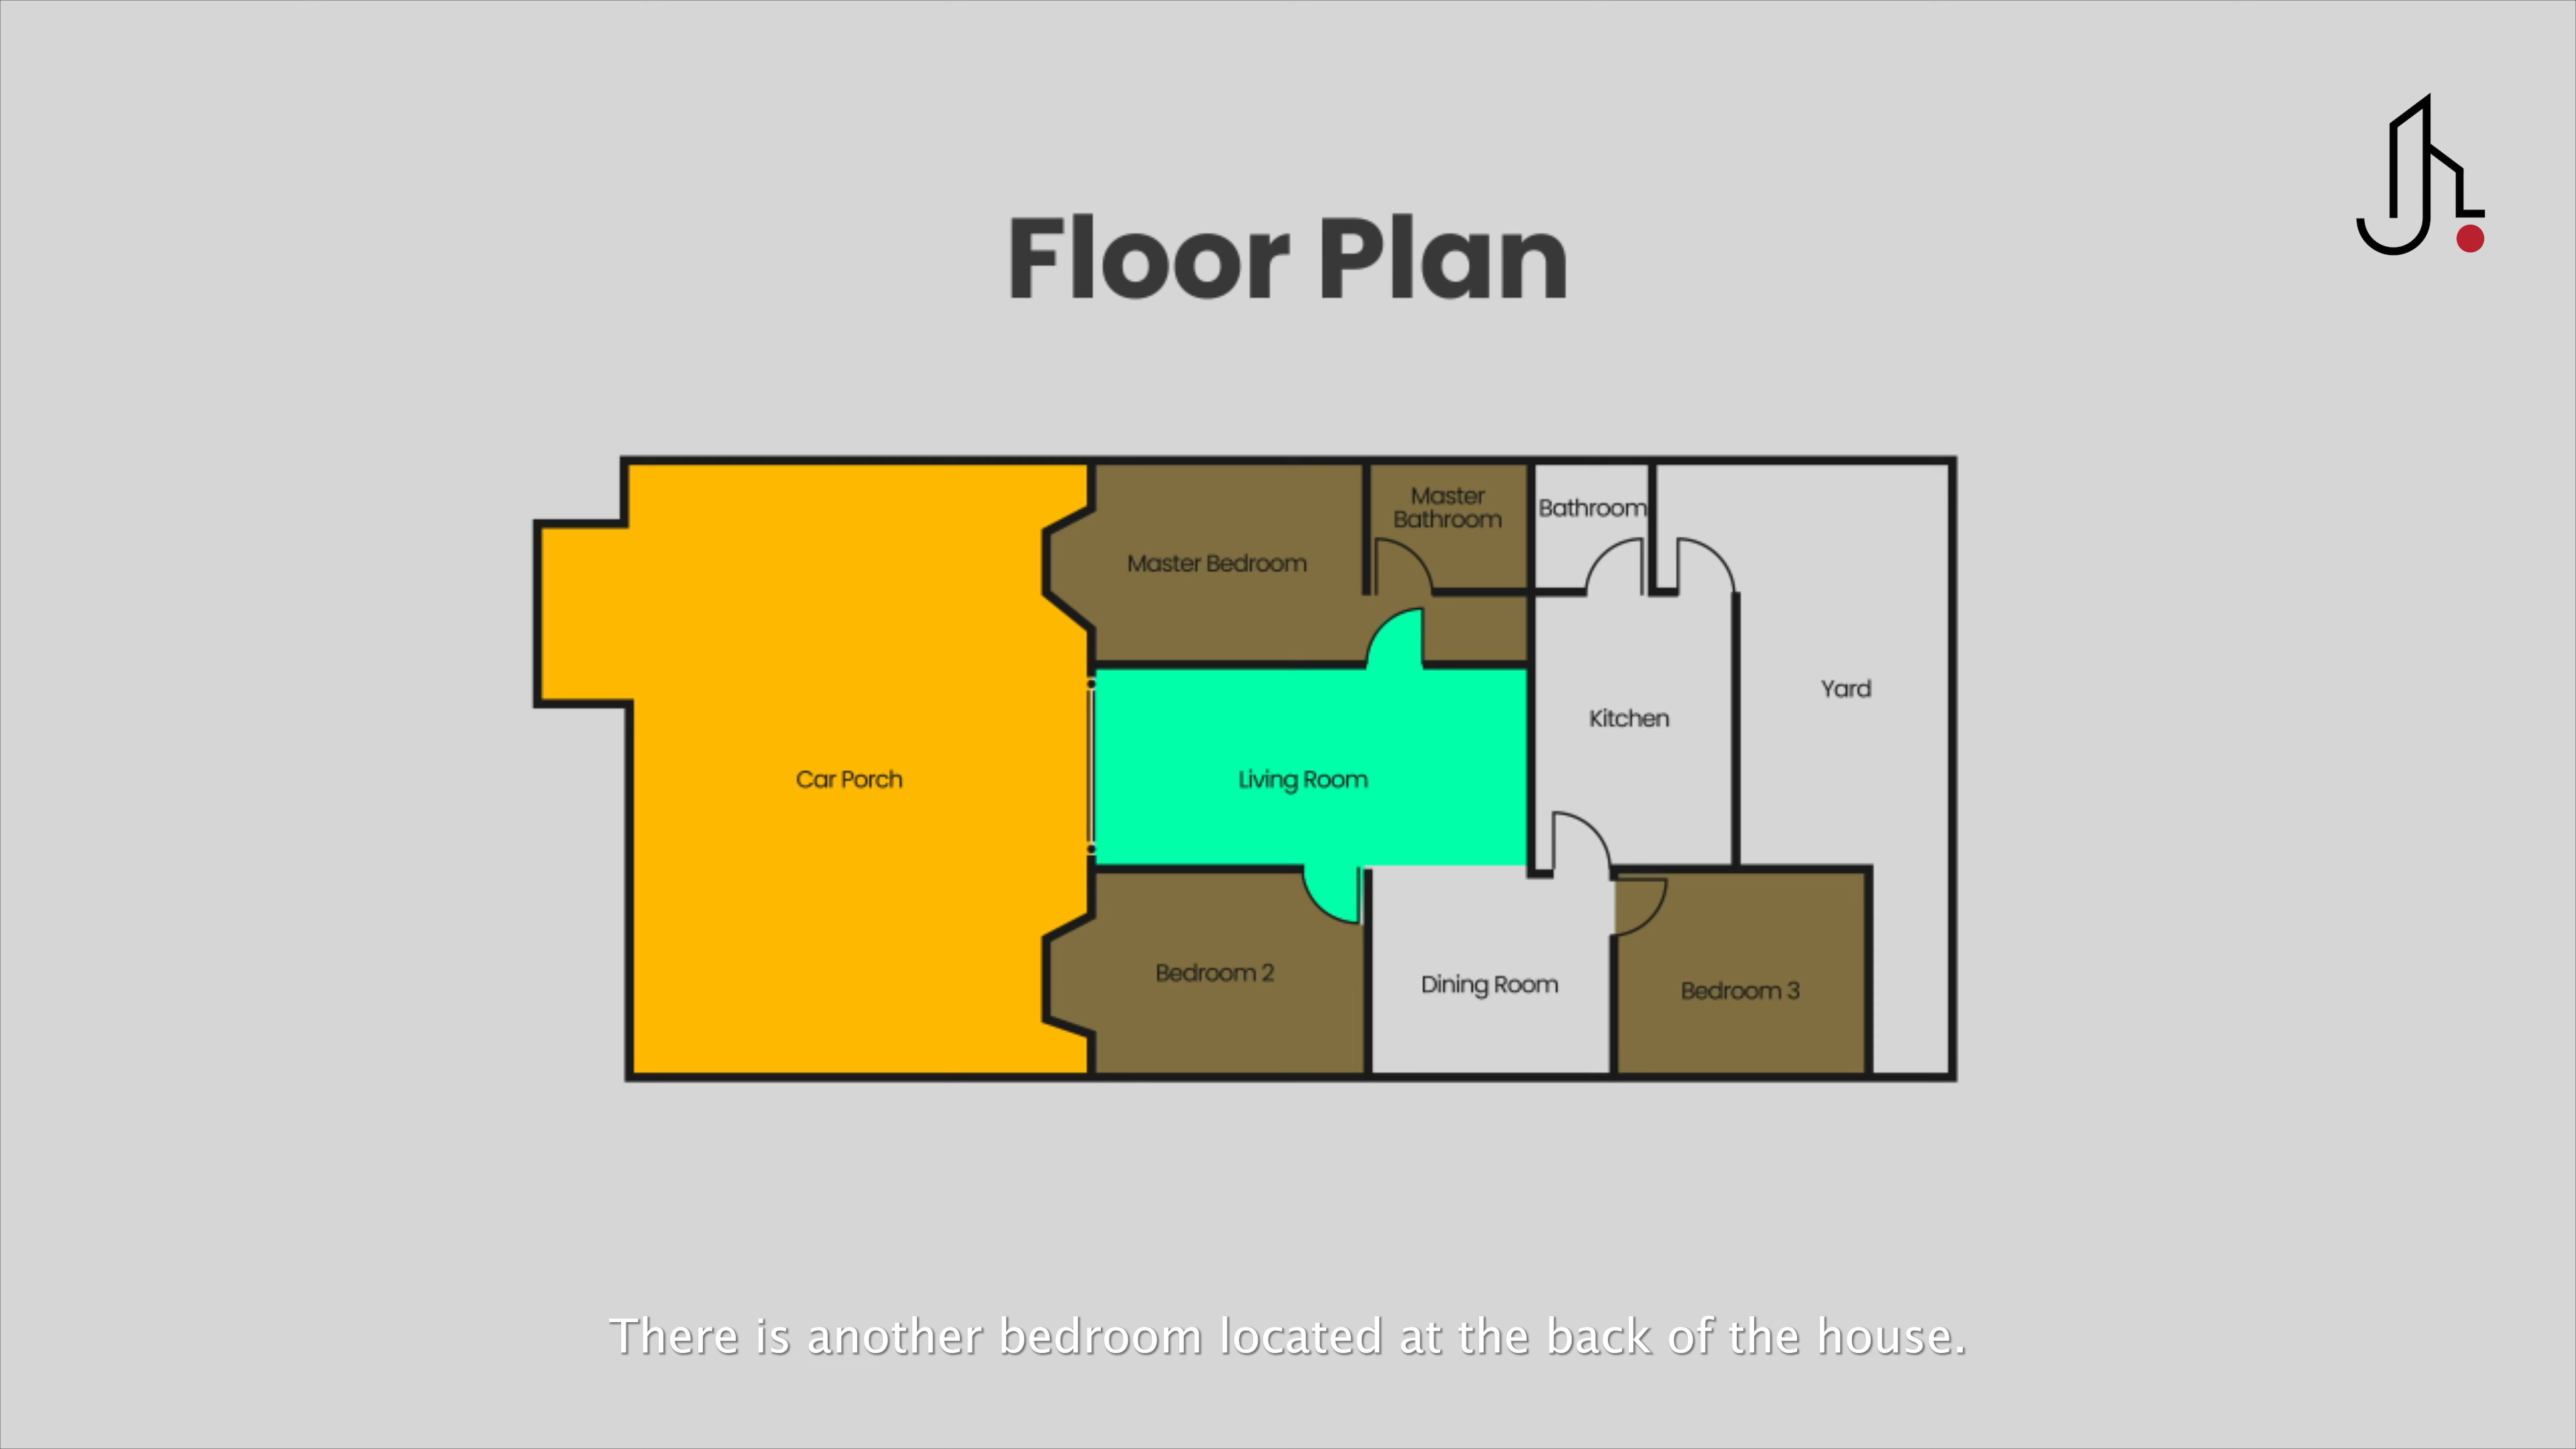 Floor Plan
Master
Bathroom
Bathroom
Master Bedroom
Yard
Kitchen
Car Porch
Living Room
Bedroom 2
Dining Room
Bedroom 3
There is another bedroom located at the back of the house.